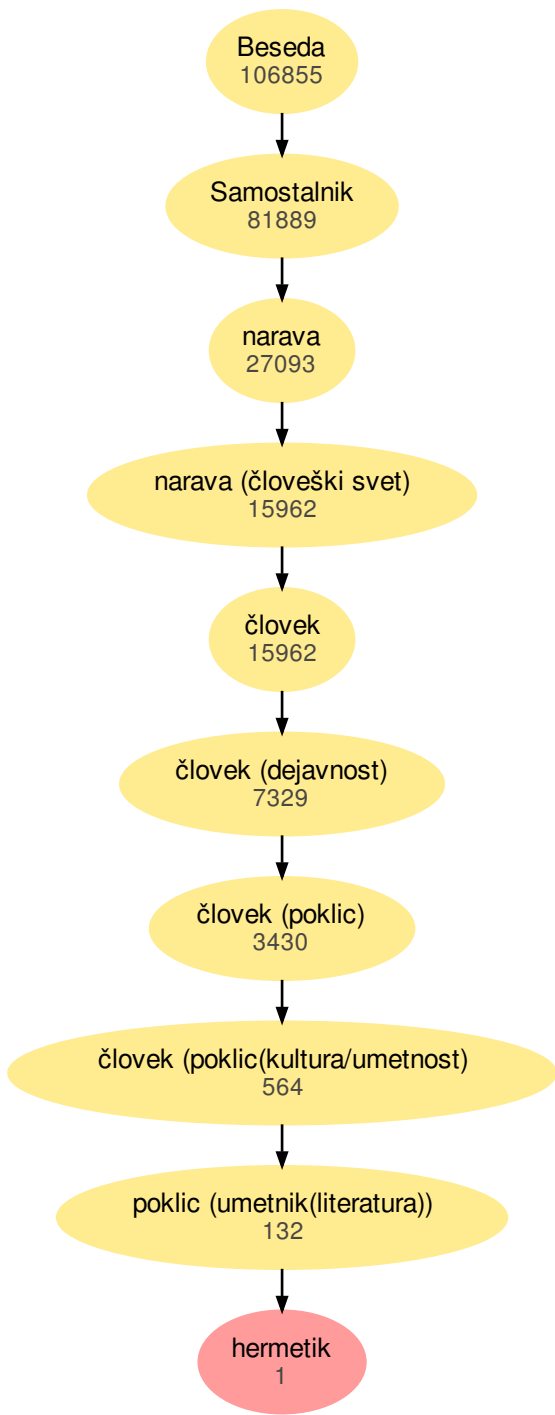 Beseda
106855
Samostalnik
81889
narava
27093
narava (človeški svet)
15962
človek
15962
človek (dejavnost)
7329
človek (poklic)
3430
človek (poklic(kultura/umetnost)
564
poklic (umetnik(literatura))
132
hermetik
1